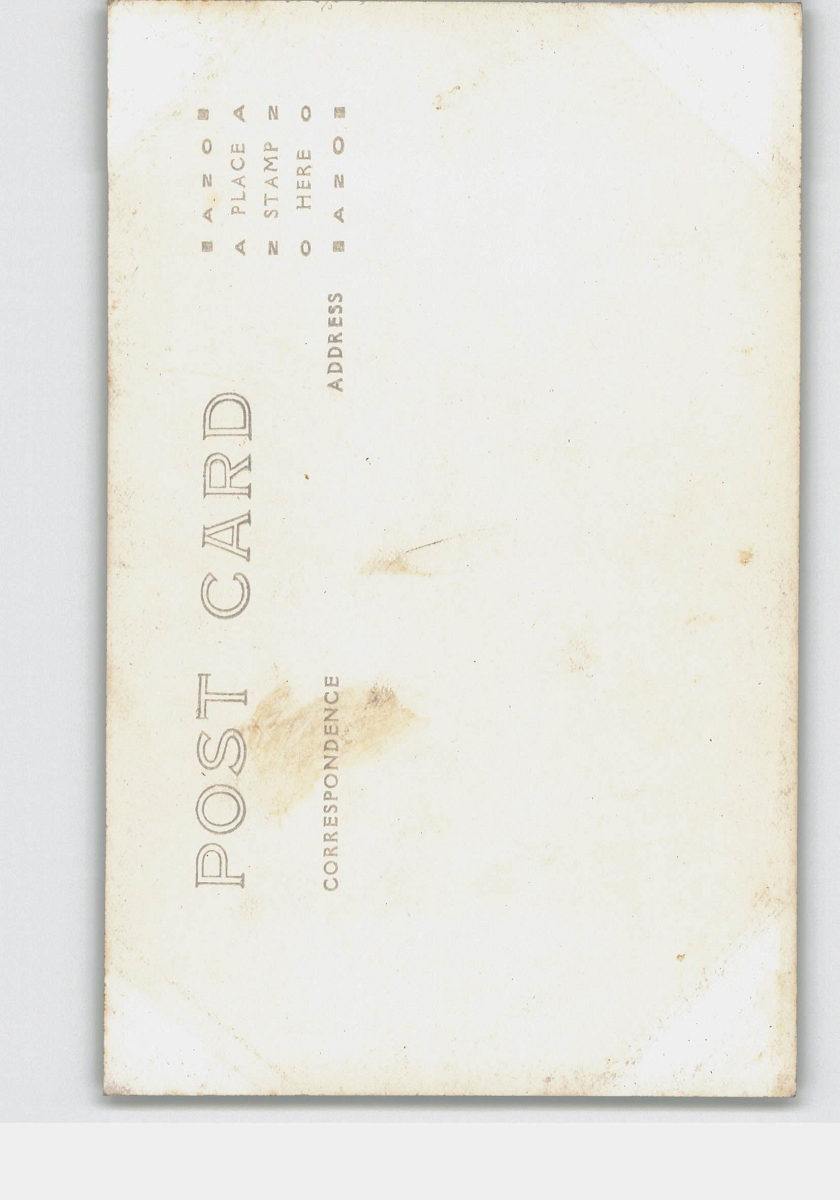 POST CARD
■ A Z O ■
A PLACE A
Z STAMP Z
O HERE O
■ A Z O ■
CORRESPONDENCE
ADDRESS